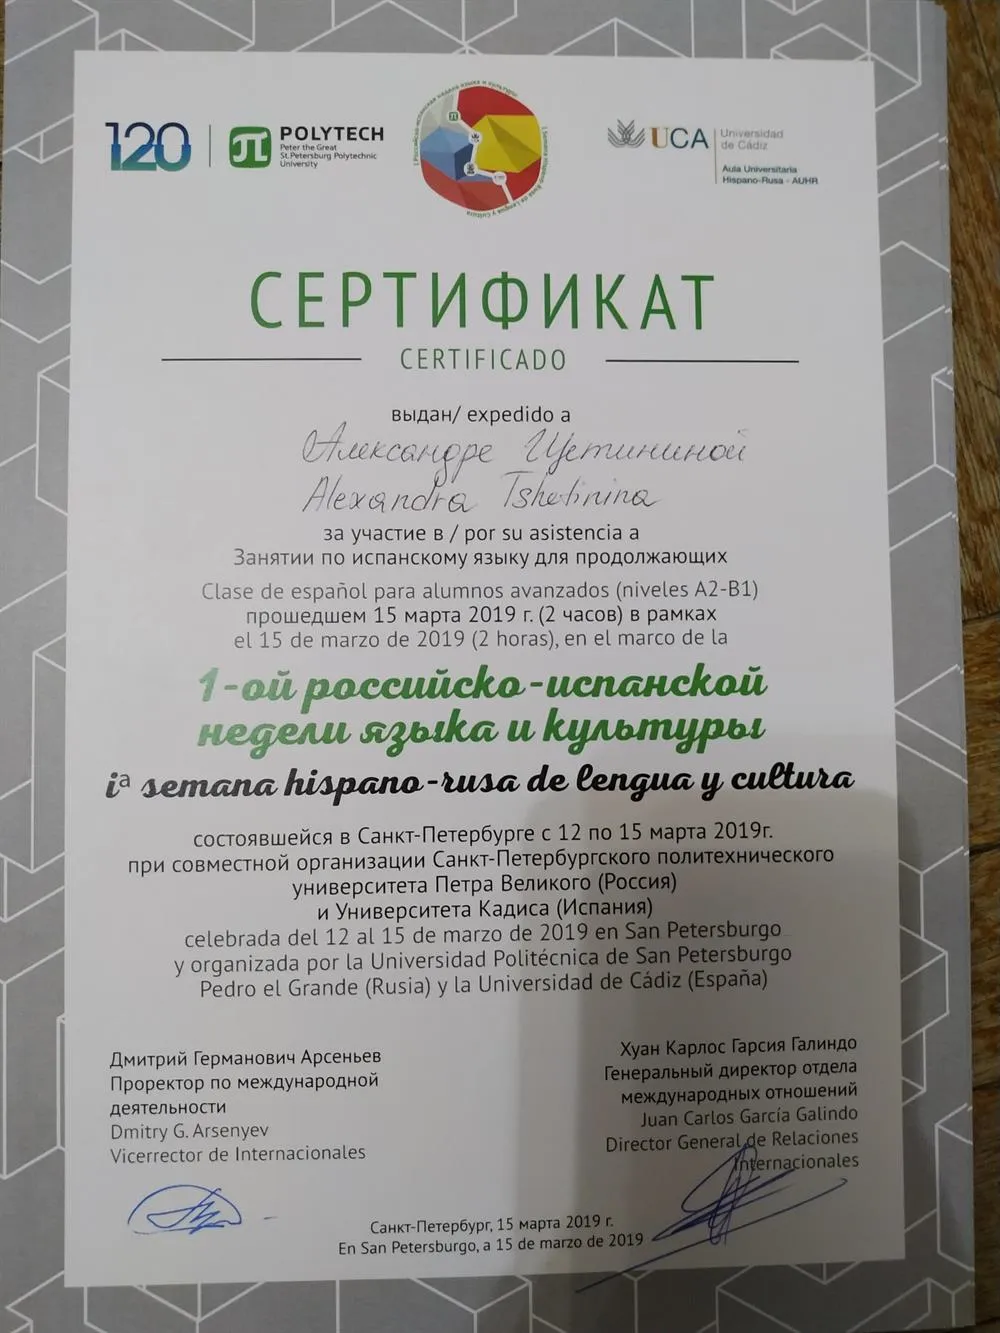 120
POLYTECH
Peter the Great
St.Petersburg Polytechnic
University
UCA
Universidad
de Cádiz
Aula Universitaria
Hispano-Rusa - AUHR
СЕРТИФИКАТ
CERTIFICADO
выдан/ expedido a
Александре Щетининой
Alexandra Tshetinina
за участие в / por su asistencia a
Занятии по испанскому языку для продолжающих
Clase de español para alumnos avanzados (niveles A2-B1)
прошедшем 15 марта 2019 г. (2 часов) в рамках
el 15 de marzo de 2019 (2 horas), en el marco de la
1-ой российско-испанской
недели языка и культуры
iª semana hispano-rusa de lengua y cultura
состоявшейся в Санкт-Петербурге с 12 по 15 марта 2019г.
при совместной организации Санкт-Петербургского политехнического
университета Петра Великого (Россия)
и Университета Кадиса (Испания)
celebrada del 12 al 15 de marzo de 2019 en San Petersburgo
y organizada por la Universidad Politécnica de San Petersburgo
Pedro el Grande (Rusia) y la Universidad de Cádiz (España)
Дмитрий Германович Арсеньев
Проректор по международной
деятельности
Dmitry G. Arsenyev
Vicerrector de Internacionales
Хуан Карлос Гарсия Галиндо
Генеральный директор отдела
международных отношений
Juan Carlos García Galindo
Director General de Relaciones
Internacionales
Санкт-Петербург, 15 марта 2019 г.
En San Petersburgo, a 15 de marzo de 2019